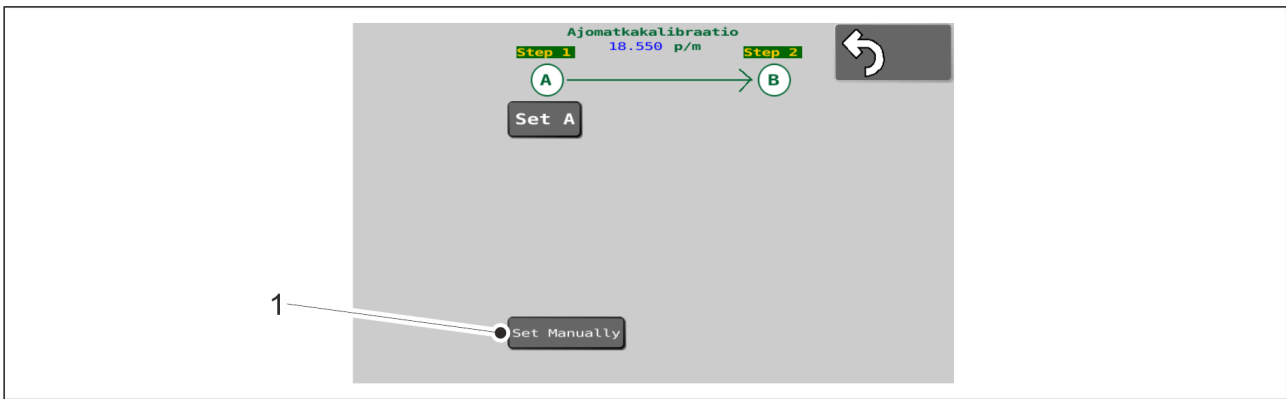 Ajomatkakalibraatio
Step 1 18.550 p/m Step 2
A B
Set A
1 Set Manually